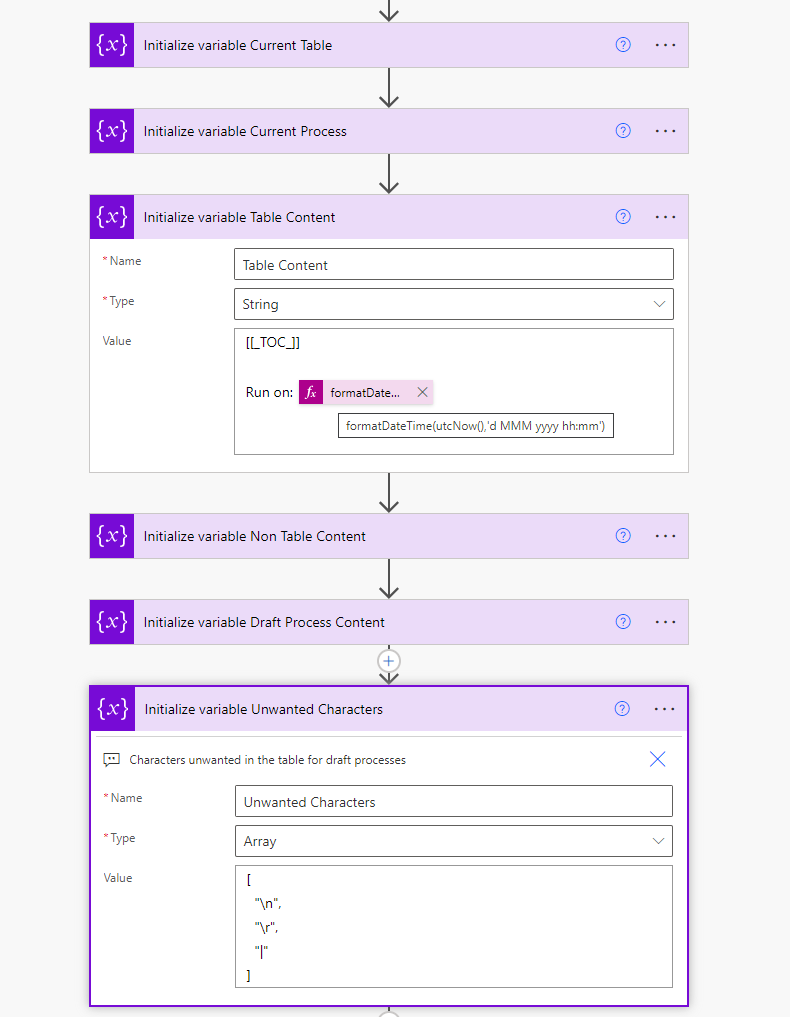 {x} Initialize variable Current Table
{x} Initialize variable Current Process
{x} Initialize variable Table Content
* Name Table Content
* Type String
Value [[_TOC_]]
Run on: fx formatDate...
formatDateTime(utcNow(),'d MMM yyyy hh:mm')
{x} Initialize variable Non Table Content
{x} Initialize variable Draft Process Content
{x} Initialize variable Unwanted Characters
Characters unwanted in the table for draft processes
* Name Unwanted Characters
* Type Array
Value [
"\n",
"\r",
"|"
]